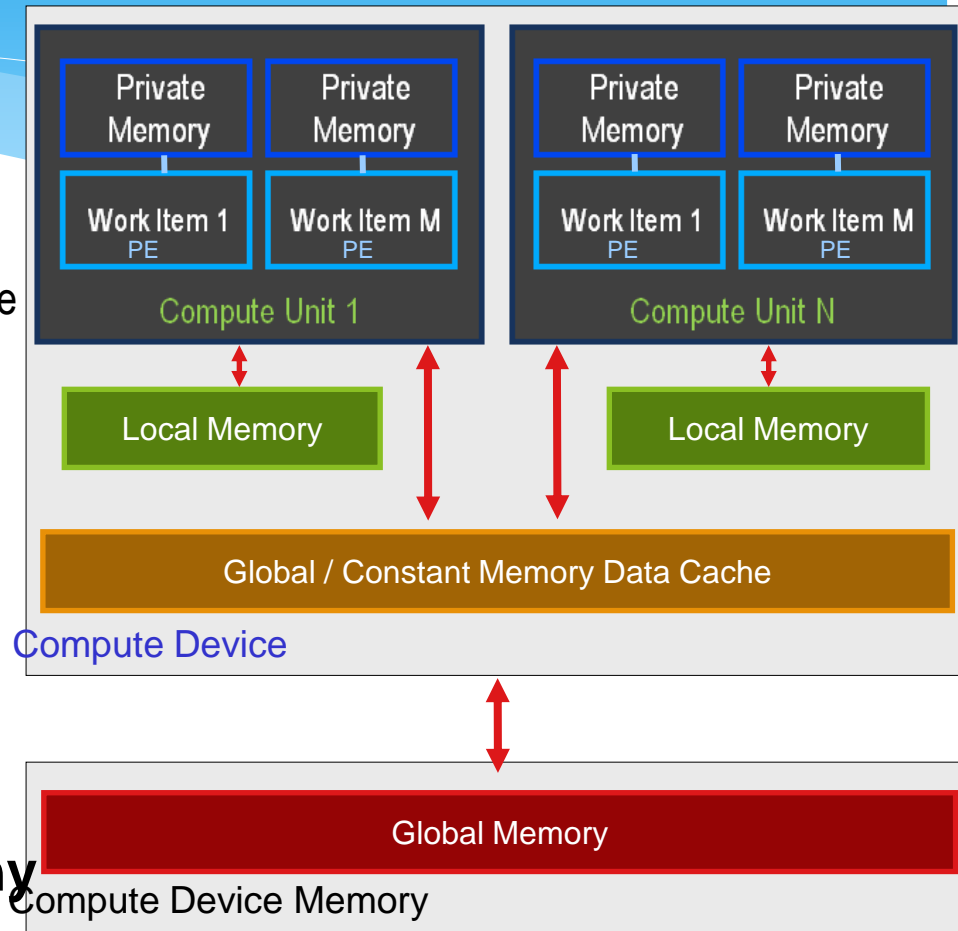 Private Memory
Private Memory
Private Memory
Private Memory
Work Item 1
PE
Work Item M
PE
Work Item 1
PE
Work Item M
PE
e
Compute Unit 1
Compute Unit N
Local Memory
Local Memory
Global / Constant Memory Data Cache
Compute Device
Global Memory
Compute Device Memory